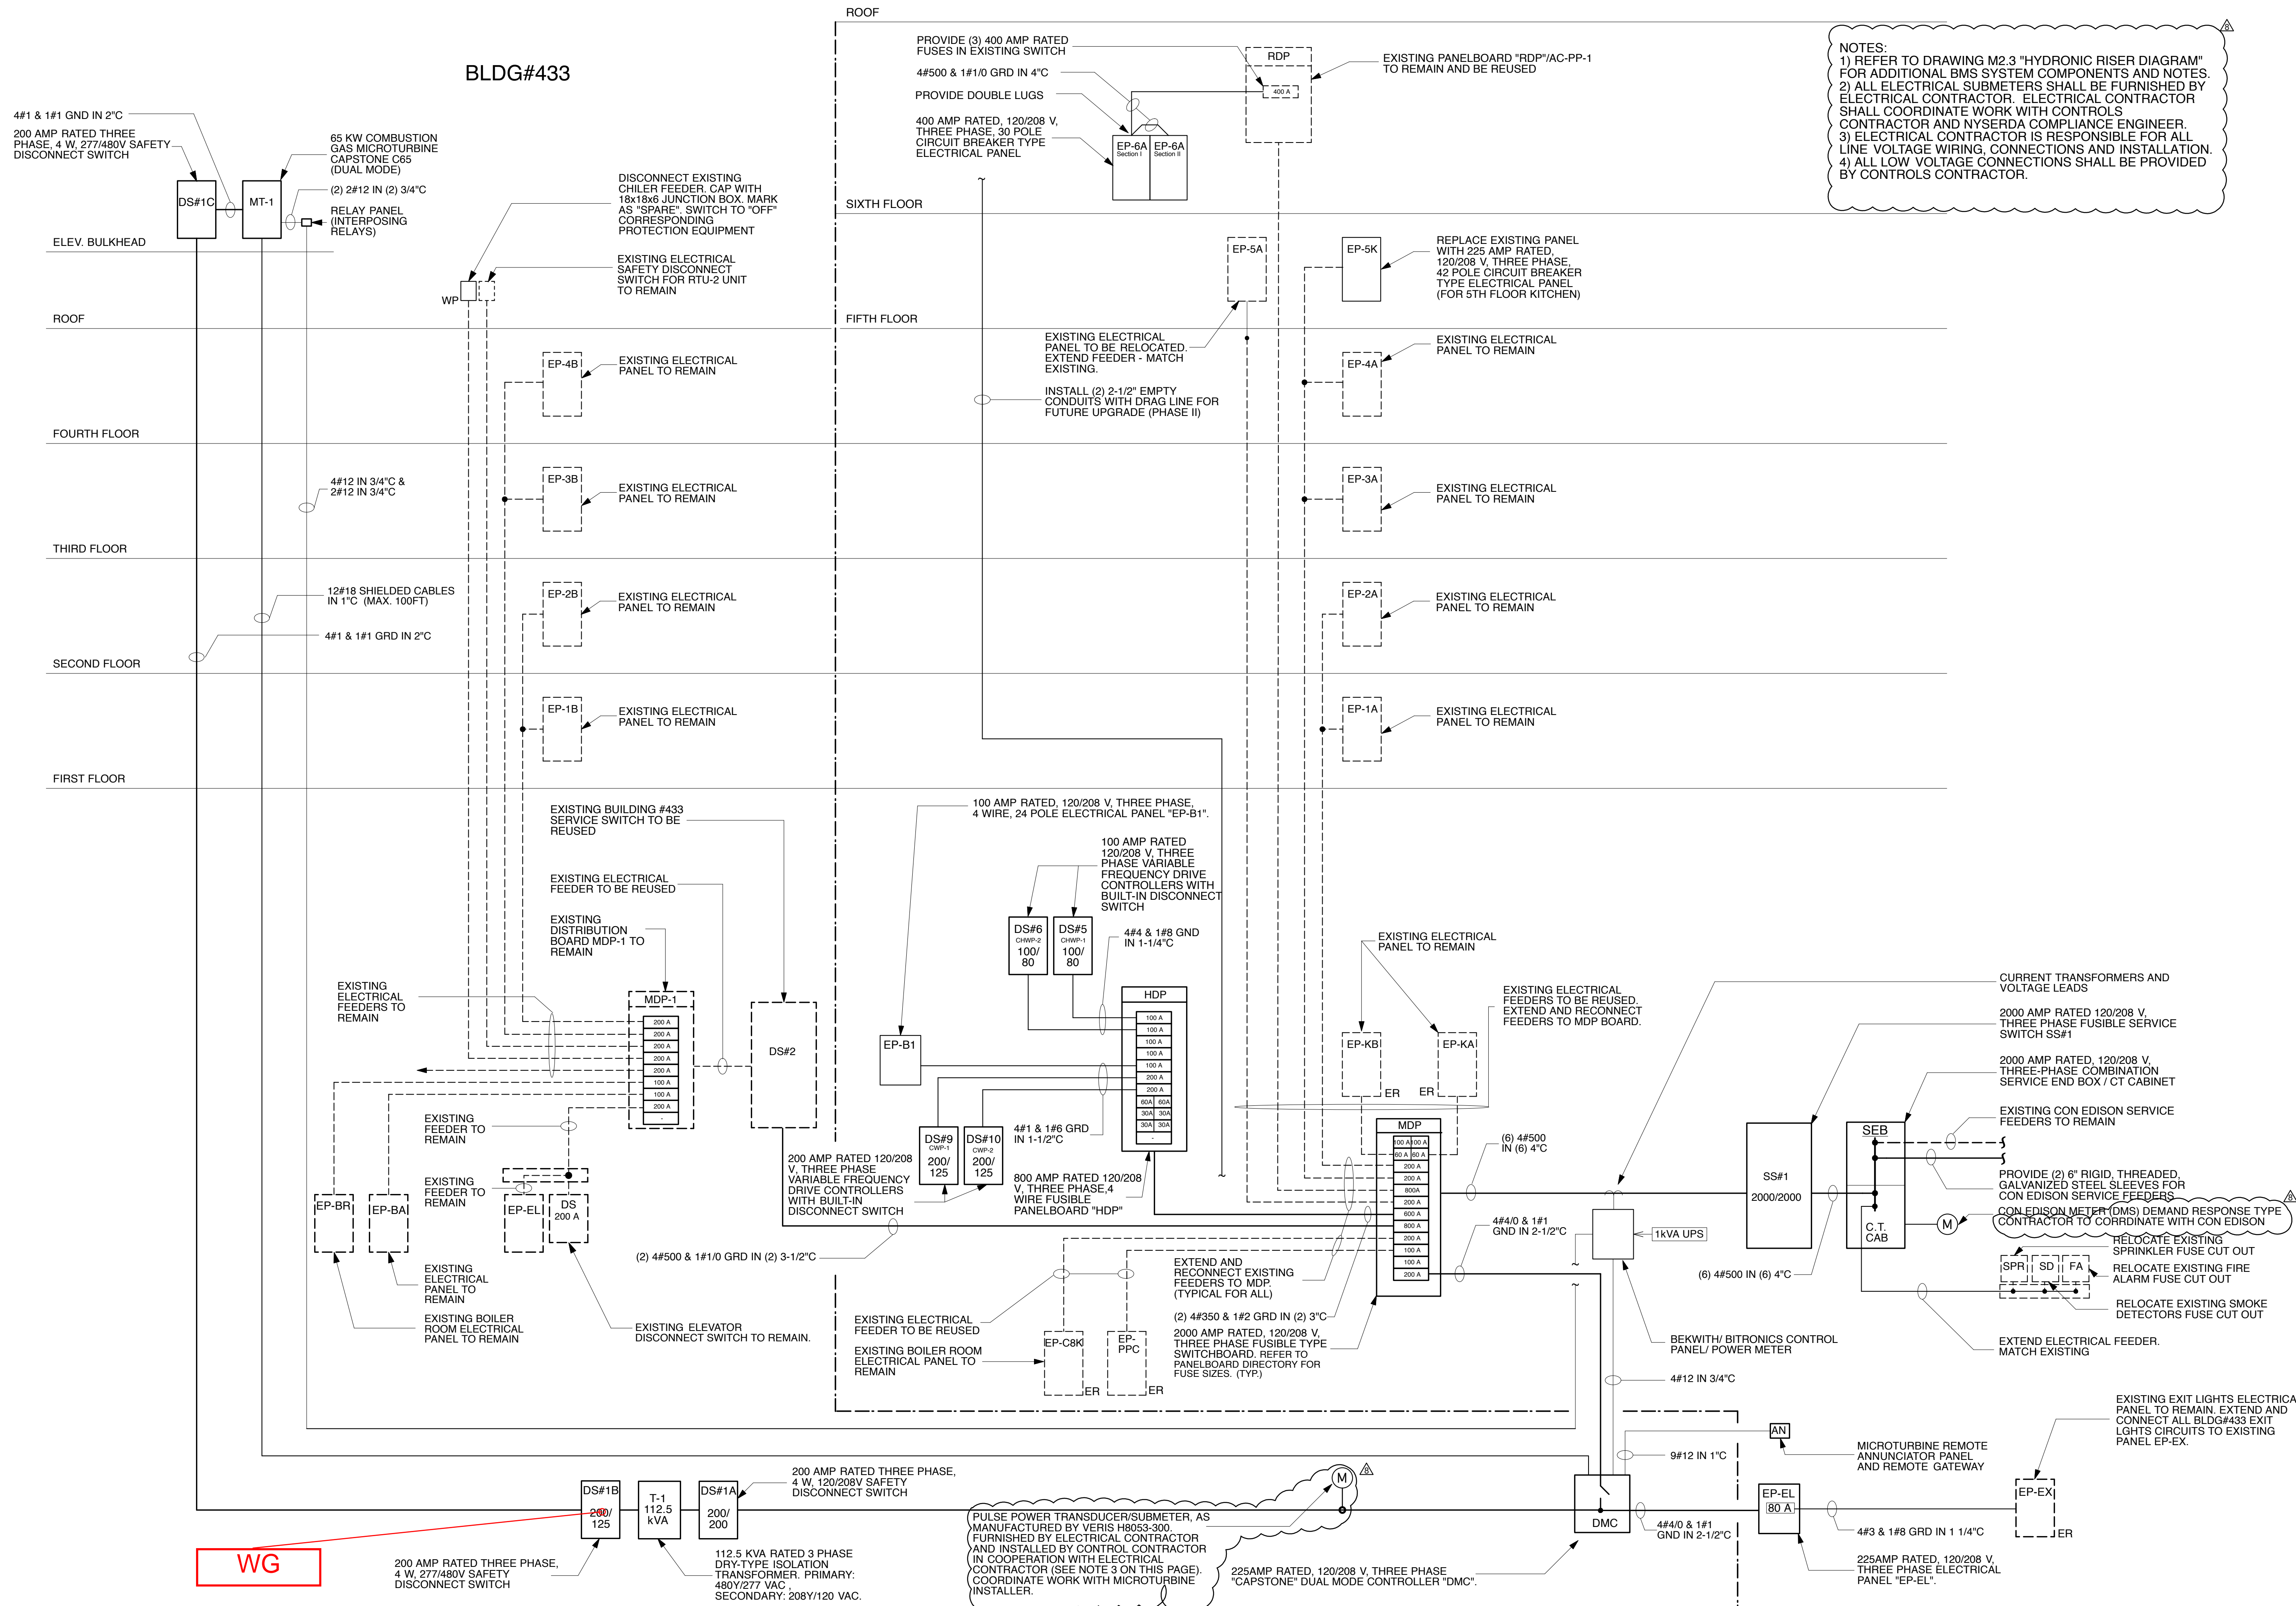 ROOF
BLDG#433
PROVIDE (3) 400 AMP RATED
FUSES IN EXISTING SWITCH
4#500 & 1#1/0 GRD IN 4"C
PROVIDE DOUBLE LUGS
400 AMP RATED, 120/208 V,
THREE PHASE, 30 POLE
CIRCUIT BREAKER TYPE
ELECTRICAL PANEL
RDP
400 A
EXISTING PANELBOARD "RDP"/AC-PP-1
TO REMAIN AND BE REUSED
EP-6A
Section I
EP-6A
Section II
8
NOTES:
1) REFER TO DRAWING M2.3 "HYDRONIC RISER DIAGRAM"
FOR ADDITIONAL BMS SYSTEM COMPONENTS AND NOTES.
2) ALL ELECTRICAL SUBMETERS SHALL BE FURNISHED BY
ELECTRICAL CONTRACTOR. ELECTRICAL CONTRACTOR
SHALL COORDINATE WORK WITH CONTROLS
CONTRACTOR AND NYSERDA COMPLIANCE ENGINEER.
3) ELECTRICAL CONTRACTOR IS RESPONSIBLE FOR ALL
LINE VOLTAGE WIRING, CONNECTIONS AND INSTALLATION.
4) ALL LOW VOLTAGE CONNECTIONS SHALL BE PROVIDED
BY CONTROLS CONTRACTOR.
4#1 & 1#1 GND IN 2"C
200 AMP RATED THREE
PHASE, 4 W, 277/480V SAFETY
DISCONNECT SWITCH
65 KW COMBUSTION
GAS MICROTURBINE
CAPSTONE C65
(DUAL MODE)
(2) 2#12 IN (2) 3/4"C
RELAY PANEL
(INTERPOSING
RELAYS)
DS#1C
MT-1
ELEV. BULKHEAD
DISCONNECT EXISTING
CHILER FEEDER. CAP WITH
18x18x6 JUNCTION BOX. MARK
AS "SPARE". SWITCH TO "OFF"
CORRESPONDING
PROTECTION EQUIPMENT
EXISTING ELECTRICAL
SAFETY DISCONNECT
SWITCH FOR RTU-2 UNIT
TO REMAIN
WP
SIXTH FLOOR
EP-5A
EP-5K
REPLACE EXISTING PANEL
WITH 225 AMP RATED,
120/208 V, THREE PHASE,
42 POLE CIRCUIT BREAKER
TYPE ELECTRICAL PANEL
(FOR 5TH FLOOR KITCHEN)
ROOF
FIFTH FLOOR
EXISTING ELECTRICAL
PANEL TO BE RELOCATED.
EXTEND FEEDER - MATCH
EXISTING.
INSTALL (2) 2-1/2" EMPTY
CONDUITS WITH DRAG LINE FOR
FUTURE UPGRADE (PHASE II)
EP-4B
EXISTING ELECTRICAL
PANEL TO REMAIN
EP-4A
EXISTING ELECTRICAL
PANEL TO REMAIN
FOURTH FLOOR
4#12 IN 3/4"C &
2#12 IN 3/4"C
EP-3B
EXISTING ELECTRICAL
PANEL TO REMAIN
EP-3A
EXISTING ELECTRICAL
PANEL TO REMAIN
THIRD FLOOR
12#18 SHIELDED CABLES
IN 1"C (MAX. 100FT)
4#1 & 1#1 GRD IN 2"C
EP-2B
EXISTING ELECTRICAL
PANEL TO REMAIN
EP-2A
EXISTING ELECTRICAL
PANEL TO REMAIN
SECOND FLOOR
EP-1B
EXISTING ELECTRICAL
PANEL TO REMAIN
EP-1A
EXISTING ELECTRICAL
PANEL TO REMAIN
FIRST FLOOR
EXISTING BUILDING #433
SERVICE SWITCH TO BE
REUSED
EXISTING ELECTRICAL
FEEDER TO BE REUSED
EXISTING
DISTRIBUTION
BOARD MDP-1 TO
REMAIN
EXISTING
ELECTRICAL
FEEDERS TO
REMAIN
MDP-1
200 A
200 A
200 A
200 A
200 A
100 A
100 A
200 A
-
DS#2
EXISTING
FEEDER TO
REMAIN
EXISTING
FEEDER TO
REMAIN
EP-BR
EP-BA
EP-EL
DS
200 A
EXISTING
ELECTRICAL
PANEL TO
REMAIN
EXISTING BOILER
ROOM ELECTRICAL
PANEL TO REMAIN
EXISTING ELEVATOR
DISCONNECT SWITCH TO REMAIN.
(2) 4#500 & 1#1/0 GRD IN (2) 3-1/2"C
100 AMP RATED, 120/208 V, THREE PHASE,
4 WIRE, 24 POLE ELECTRICAL PANEL "EP-B1".
100 AMP RATED
120/208 V, THREE
PHASE VARIABLE
FREQUENCY DRIVE
CONTROLLERS WITH
BUILT-IN DISCONNECT
SWITCH
DS#6
CHWP-2
100/
80
DS#5
CHWP-1
100/
80
4#4 & 1#8 GND
IN 1-1/4"C
EP-B1
HDP
100 A
100 A
100 A
100 A
100 A
200 A
200 A
60A 60A
30A 30A
30A 30A
-
DS#9
CWP-1
200/
125
DS#10
CWP-2
200/
125
4#1 & 1#6 GRD
IN 1-1/2"C
200 AMP RATED 120/208
V, THREE PHASE
VARIABLE FREQUENCY
DRIVE CONTROLLERS
WITH BUILT-IN
DISCONNECT SWITCH
800 AMP RATED 120/208
V, THREE PHASE,4
WIRE FUSIBLE
PANELBOARD "HDP"
EXISTING ELECTRICAL
PANEL TO REMAIN
EP-KB
ER
EP-KA
ER
EXISTING ELECTRICAL
FEEDERS TO BE REUSED.
EXTEND AND RECONNECT
FEEDERS TO MDP BOARD.
MDP
100 A 100 A
60 A 60 A
200 A
200 A
800A
200 A
600 A
800 A
200 A
100 A
100 A
200 A
(6) 4#500
IN (6) 4"C
4#4/0 & 1#1
GND IN 2-1/2"C
EXTEND AND
RECONNECT EXISTING
FEEDERS TO MDP.
(TYPICAL FOR ALL)
(2) 4#350 & 1#2 GRD IN (2) 3"C
2000 AMP RATED, 120/208 V,
THREE PHASE FUSIBLE TYPE
SWITCHBOARD. REFER TO
PANELBOARD DIRECTORY FOR
FUSE SIZES. (TYP.)
EXISTING ELECTRICAL
FEEDER TO BE REUSED
EXISTING BOILER ROOM
ELECTRICAL PANEL TO
REMAIN
EP-C8K
ER
EP-
PPC
ER
CURRENT TRANSFORMERS AND
VOLTAGE LEADS
2000 AMP RATED 120/208 V,
THREE PHASE FUSIBLE SERVICE
SWITCH SS#1
2000 AMP RATED, 120/208 V,
THREE-PHASE COMBINATION
SERVICE END BOX / CT CABINET
EXISTING CON EDISON SERVICE
FEEDERS TO REMAIN
PROVIDE (2) 6" RIGID, THREADED,
GALVANIZED STEEL SLEEVES FOR
CON EDISON SERVICE FEEDERS
8
CON EDISON METER (DMS) DEMAND RESPONSE TYPE
CONTRACTOR TO CORRDINATE WITH CON EDISON
SS#1
2000/2000
SEB
C.T.
CAB
M
1kVA UPS
(6) 4#500 IN (6) 4"C
RELOCATE EXISTING
SPRINKLER FUSE CUT OUT
SPR
SD
FA
RELOCATE EXISTING FIRE
ALARM FUSE CUT OUT
RELOCATE EXISTING SMOKE
DETECTORS FUSE CUT OUT
BEKWITH/ BITRONICS CONTROL
PANEL/ POWER METER
EXTEND ELECTRICAL FEEDER.
MATCH EXISTING
4#12 IN 3/4"C
9#12 IN 1"C
AN
MICROTURBINE REMOTE
ANNUNCIATOR PANEL
AND REMOTE GATEWAY
EXISTING EXIT LIGHTS ELECTRICA
PANEL TO REMAIN. EXTEND AND
CONNECT ALL BLDG#433 EXIT
LGHTS CIRCUITS TO EXISTING
PANEL EP-EX.
DS#1B
200/
125
T-1
112.5
kVA
DS#1A
200/
200
200 AMP RATED THREE PHASE,
4 W, 120/208V SAFETY
DISCONNECT SWITCH
M
8
PULSE POWER TRANSDUCER/SUBMETER, AS
MANUFACTURED BY VERIS H8053-300.
FURNISHED BY ELECTRICAL CONTRACTOR
AND INSTALLED BY CONTROL CONTRACTOR
IN COOPERATION WITH ELECTRICAL
CONTRACTOR (SEE NOTE 3 ON THIS PAGE).
COORDINATE WORK WITH MICROTURBINE
INSTALLER.
DMC
4#4/0 & 1#1
GND IN 2-1/2"C
EP-EL
80 A
4#3 & 1#8 GRD IN 1 1/4"C
EP-EX
ER
WG
200 AMP RATED THREE PHASE,
4 W, 277/480V SAFETY
DISCONNECT SWITCH
112.5 KVA RATED 3 PHASE
DRY-TYPE ISOLATION
TRANSFORMER. PRIMARY:
480Y/277 VAC ,
SECONDARY: 208Y/120 VAC.
225AMP RATED, 120/208 V, THREE PHASE
"CAPSTONE" DUAL MODE CONTROLLER "DMC".
225AMP RATED, 120/208 V,
THREE PHASE ELECTRICAL
PANEL "EP-EL".